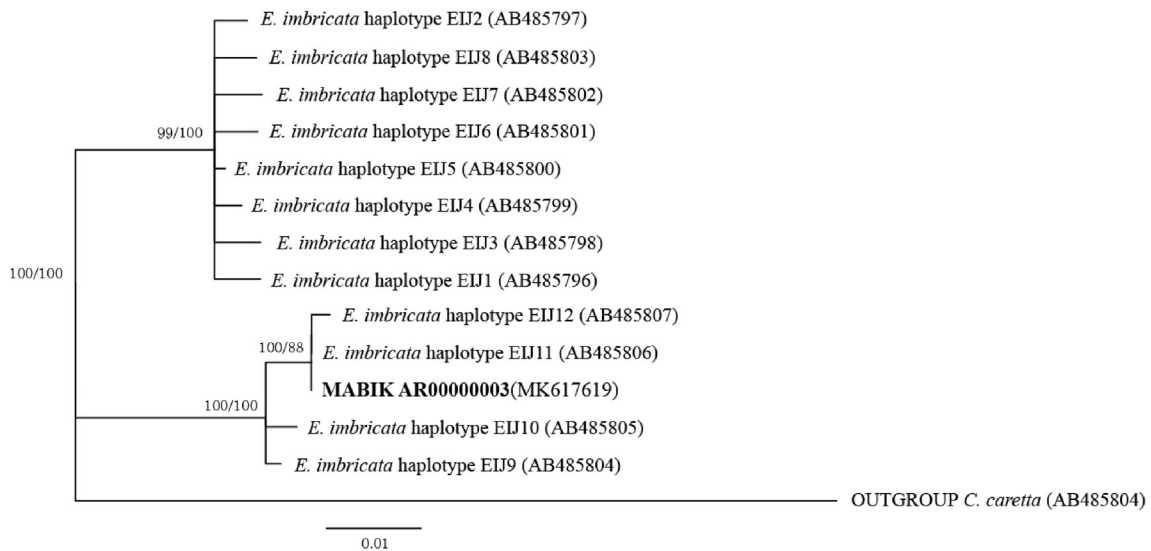 E. imbricata haplotype EIJ2 (AB485797)
E. imbricata haplotype EIJ8 (AB485803)
E. imbricata haplotype EIJ7 (AB485802)
99/100
E. imbricata haplotype EIJ6 (AB485801)
E. imbricata haplotype EIJ5 (AB485800)
E. imbricata haplotype EIJ4 (AB485799)
E. imbricata haplotype EIJ3 (AB485798)
100/100
E. imbricata haplotype EIJ1 (AB485796)
E. imbricata haplotype EIJ12 (AB485807)
100/88
E. imbricata haplotype EIJ11 (AB485806)
MABIK AR00000003(MK617619)
100/100
E. imbricata haplotype EIJ10 (AB485805)
E. imbricata haplotype EIJ9 (AB485804)
OUTGROUP C. caretta (AB485804)
0.01